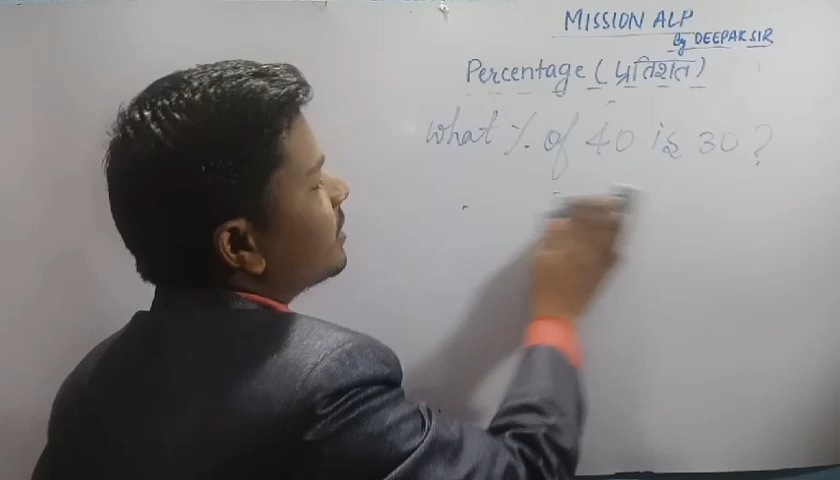 MISSION ALP
By DEEPAK SIR
Percentage (प्रतिशत)
what % of 40 is 30 ?